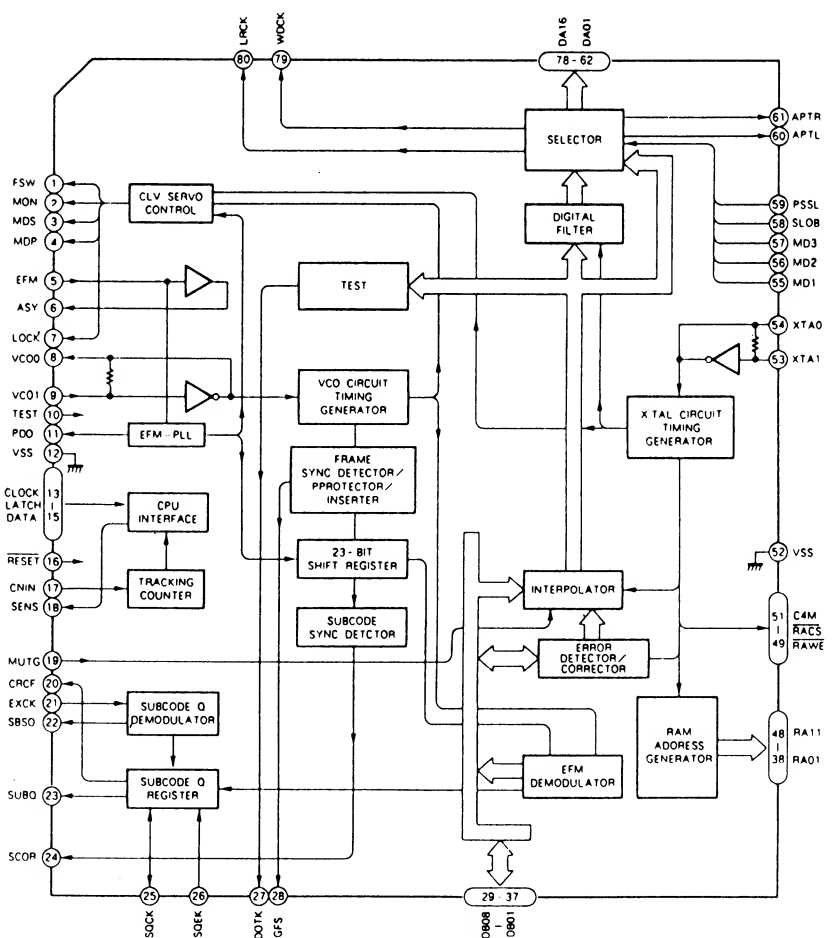 LRCK
WDCK
DA16
DA01
80
79
78 - 62
SELECTOR
61 APTR
60 APTL
FSW 1
MON 2
MDS 3
MDP 4
CLV SERVO
CONTROL
59 PSSL
58 SLOB
57 MD3
56 MD2
55 MD1
DIGITAL
FILTER
EFM 5
ASY 6
LOCK 7
TEST
VCO0 8
VCO1 9
TEST 10
PDO 11
VSS 12
VCO CIRCUIT
TIMING
GENERATOR
EFM-PLL
54 XTA0
53 XTA1
X'TAL CIRCUIT
TIMING
GENERATOR
FRAME
SYNC DETECTOR/
PPROTECTOR/
INSERTER
CLOCK
LATCH
DATA
13
|
15
CPU
INTERFACE
RESET 16
CNIN 17
SENS 18
TRACKING
COUNTER
23-BIT
SHIFT REGISTER
SUBCODE
SYNC DETCTOR
52 VSS
INTERPOLATOR
ERROR
DETECTOR/
CORRECTOR
51
|
49
C4M
RACS
RAWE
MUTG 19
CRCF 20
EXCK 21
SBSO 22
SUBCODE Q
DEMODULATOR
SUBCODE Q
REGISTER
SUBQ 23
SCOR 24
EFM
DEMODULATOR
RAM
ADDRESS
GENERATOR
48
|
38
RA11
RA01
25
26
27
28
29 - 37
SQCK
SQEK
DOTK
GFS
DB08
|
DB01